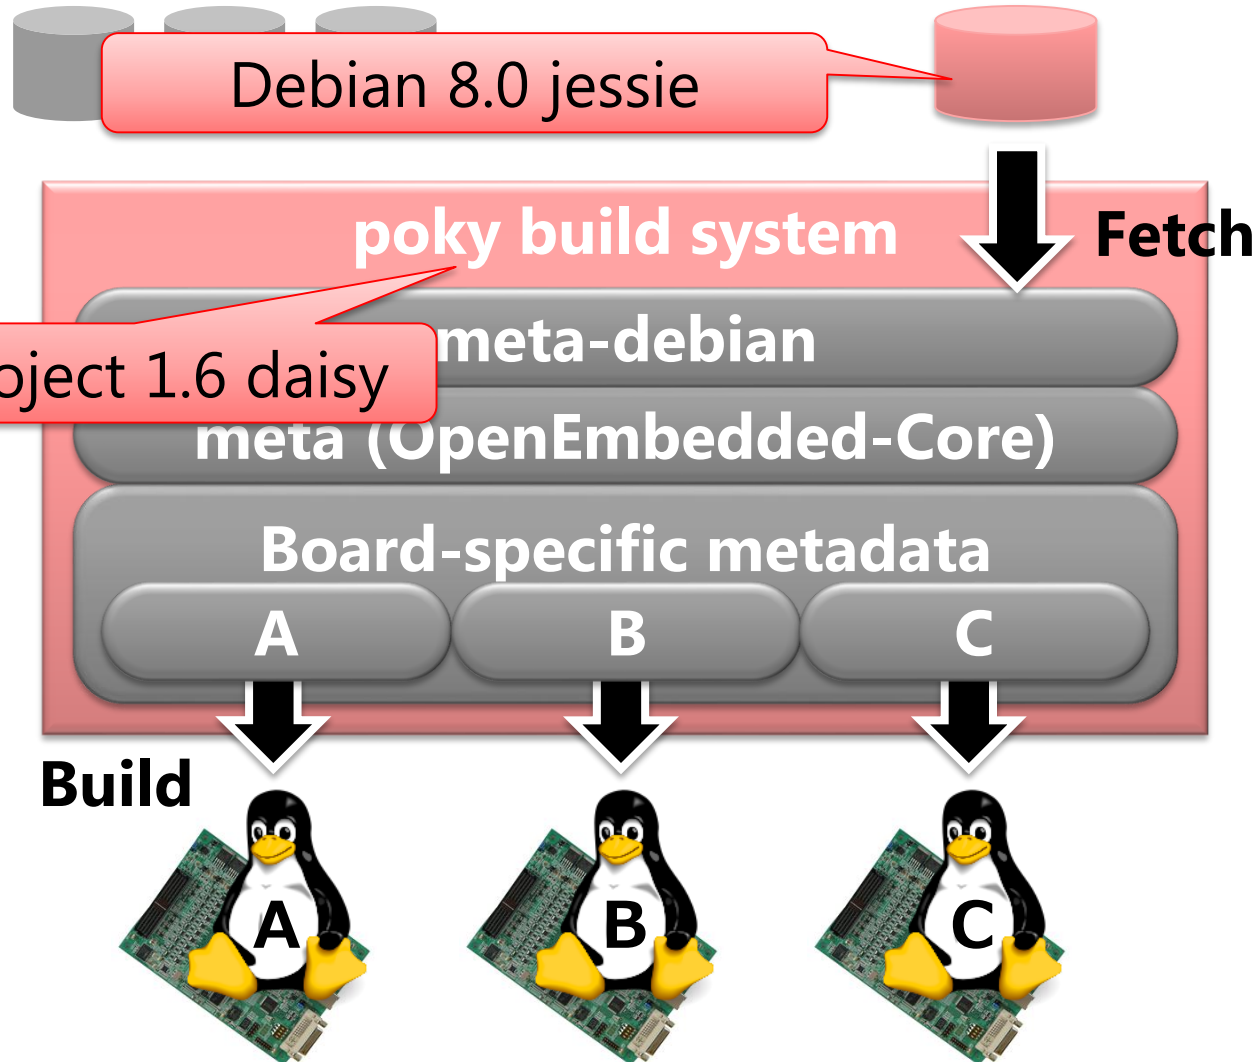 Debian 8.0 jessie
poky build system
Fetch
meta-debian
oject 1.6 daisy
meta (OpenEmbedded-Core)
Board-specific metadata
A
B
C
Build
A
B
C